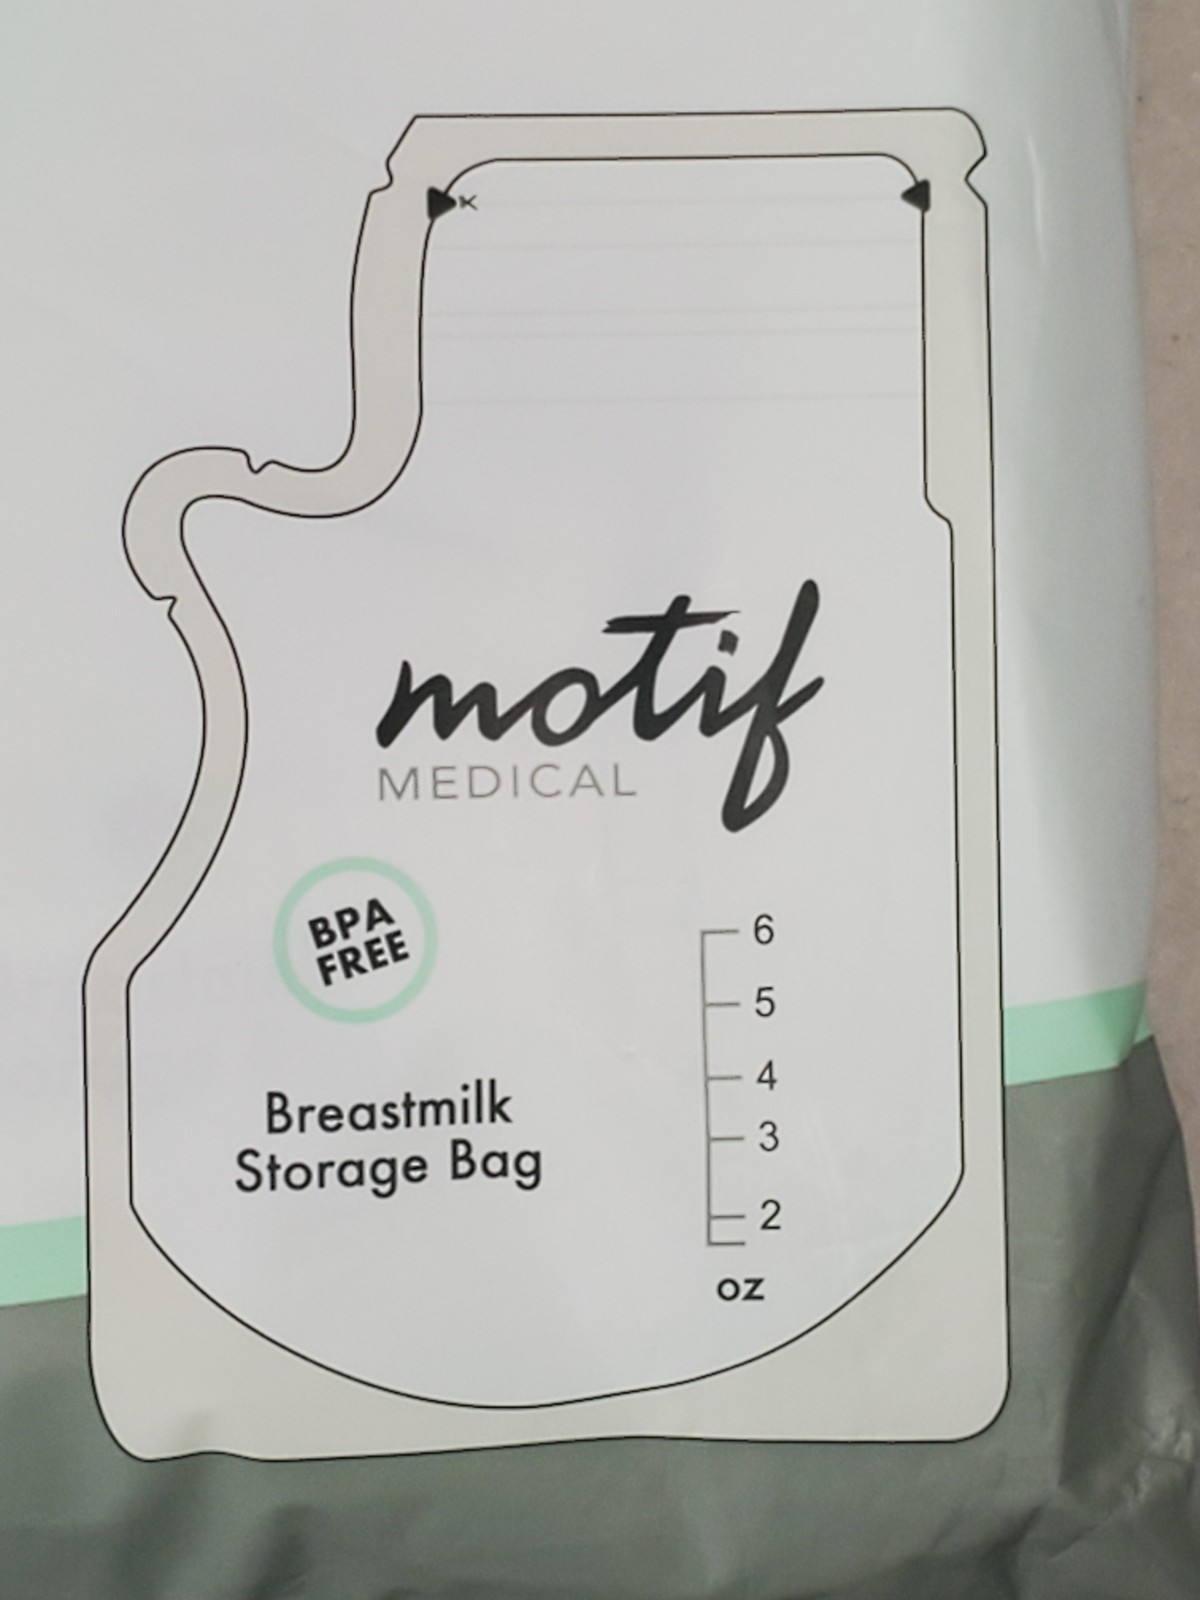 motif
MEDICAL
BPA
FREE
Breastmilk
Storage Bag
6
5
4
3
2
oz